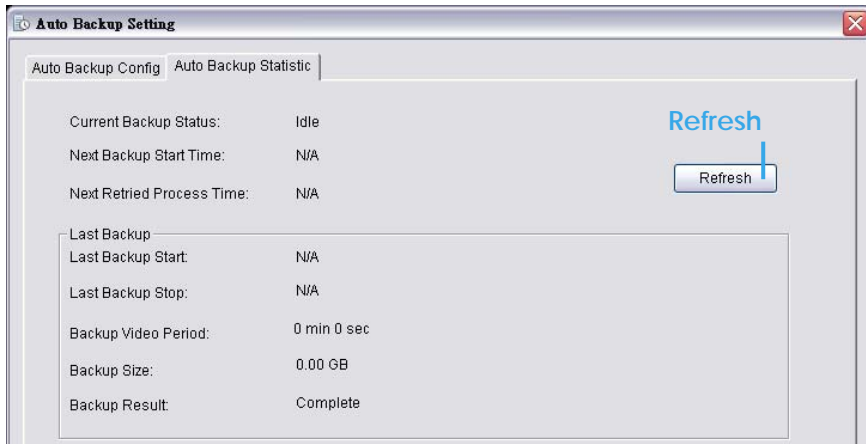 Auto Backup Setting
Auto Backup Config Auto Backup Statistic
Current Backup Status: Idle
Refresh
Next Backup Start Time: N/A
Refresh
Next Retried Process Time: N/A
Last Backup
Last Backup Start: N/A
Last Backup Stop: N/A
Backup Video Period: 0 min 0 sec
Backup Size: 0.00 GB
Backup Result: Complete